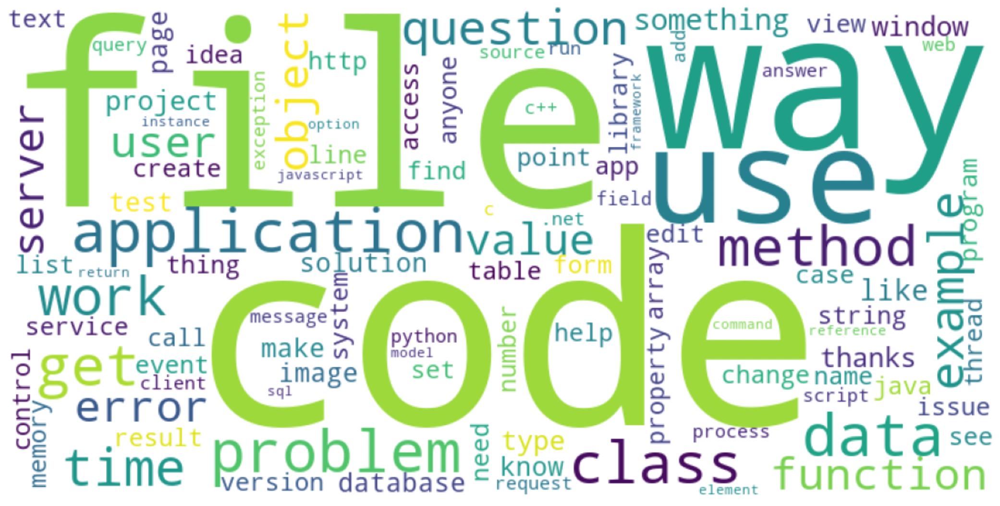 text
file
query
page
idea
object
http
question
source
run
something
add
view
window
web
way
answer
access
anyone
library
framework
c++
project
instance
exception
option
user
server
line
create
javascript
find
point
app
use
test
field
c
program
application
value
.net
edit
method
example
list
return
thing
solution
table
form
case
like
work
code
system
message
property
array
string
command
reference
thread
service
call
make
python
model
number
help
thanks
get
event
image
set
change
name
java
control
client
sql
script
error
memory
issue
result
problem
need
type
process
data
see
time
know
class
function
version
database
request
element